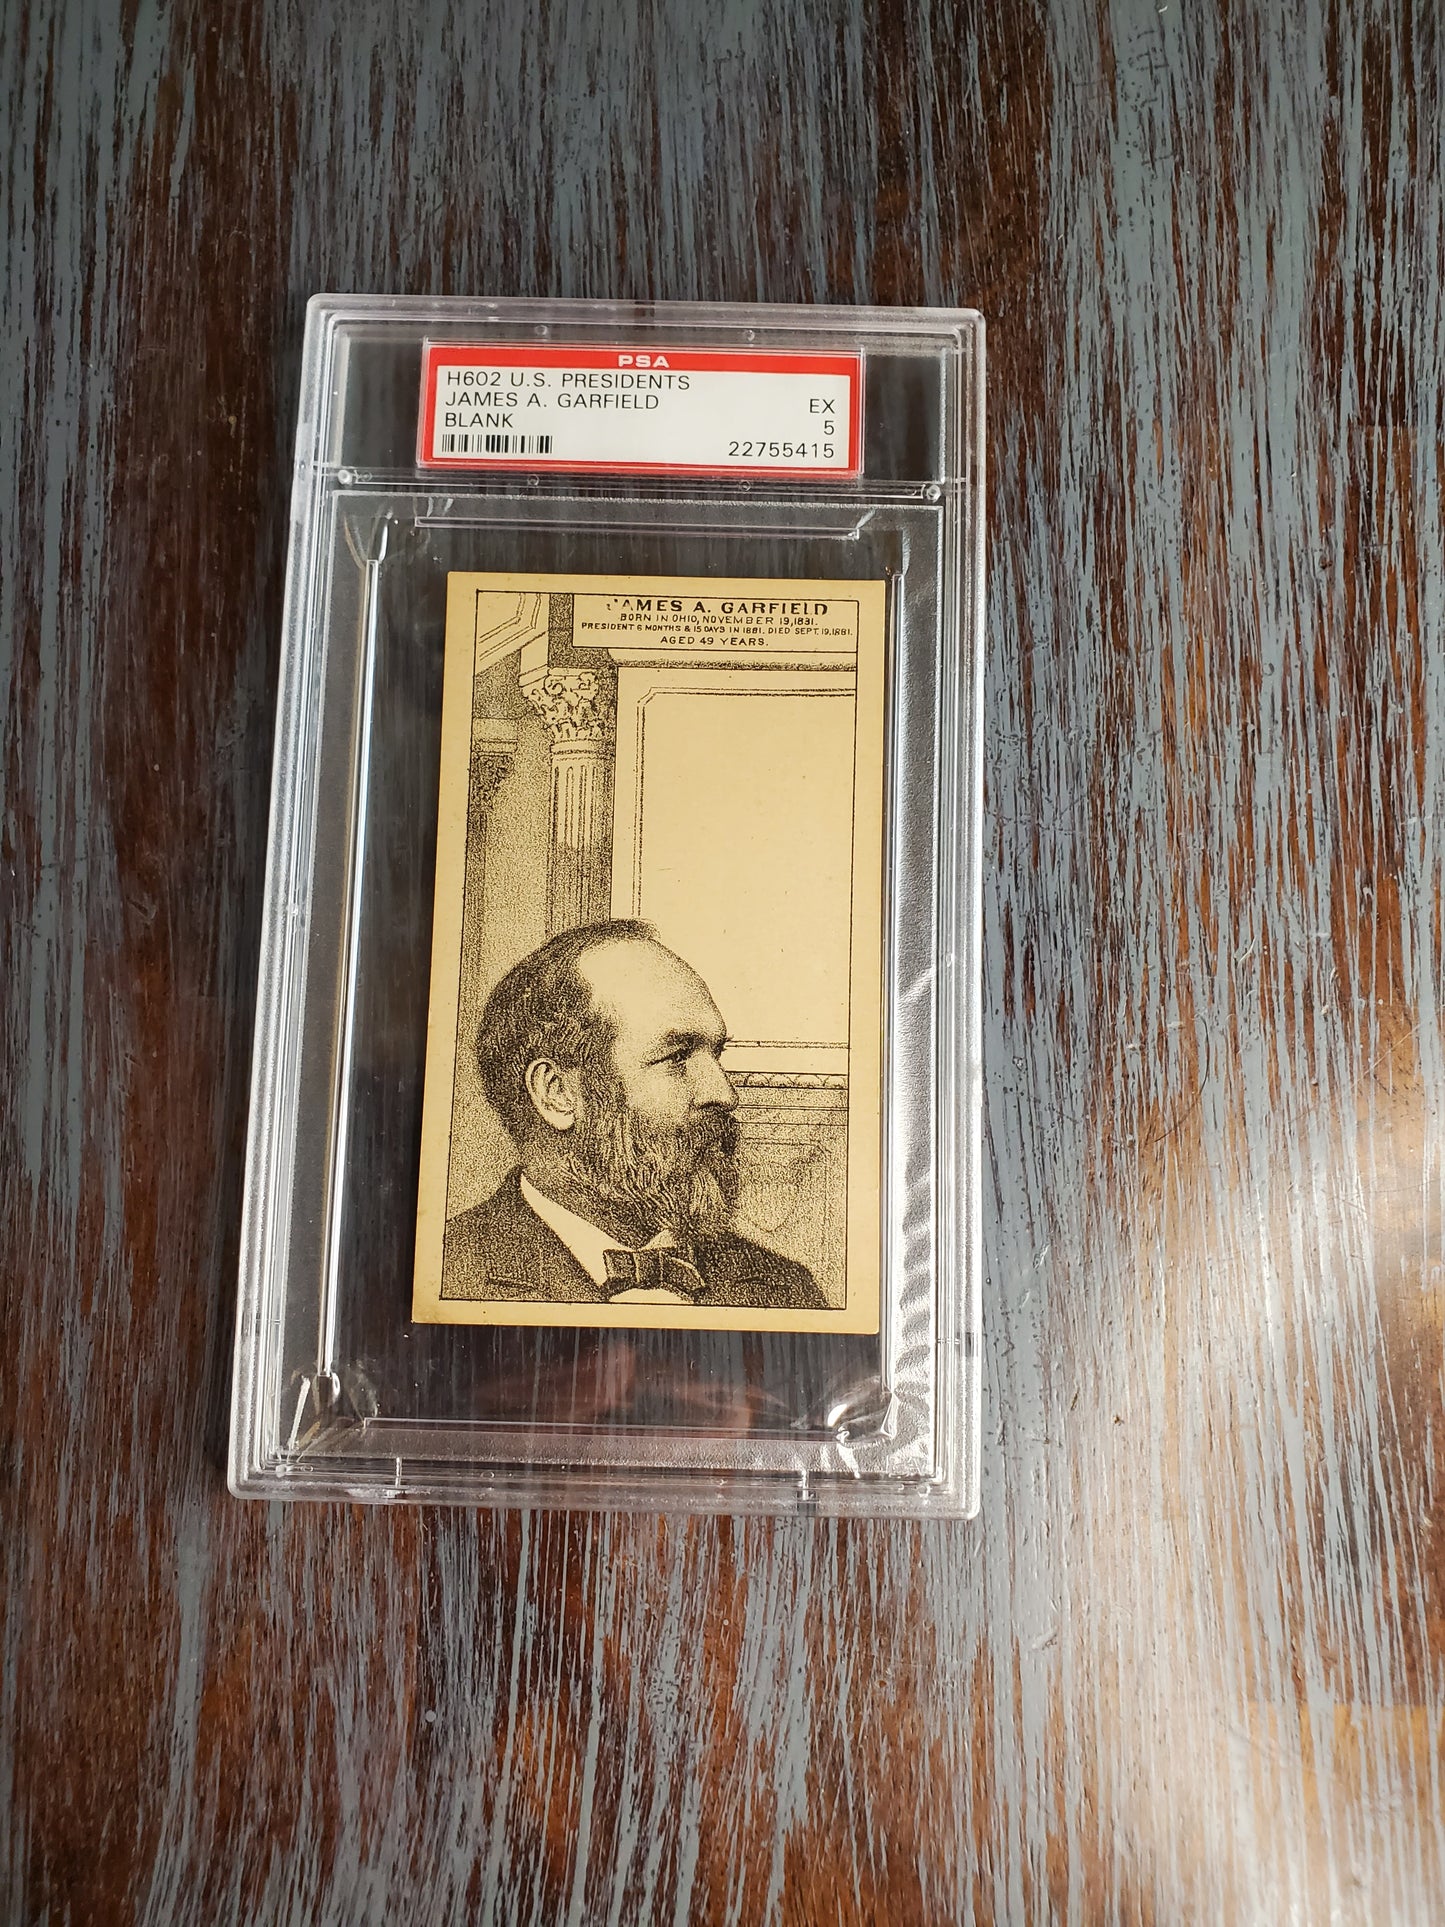 PSA
H602 U.S. PRESIDENTS
JAMES A. GARFIELD EX
BLANK 5
22755415
JAMES A. GARFIELD
BORN IN OHIO, NOVEMBER 19, 1831.
PRESIDENT 6 MONTHS & 15 DAYS IN 1881. DIED SEPT. 19, 1881.
AGED 49 YEARS.